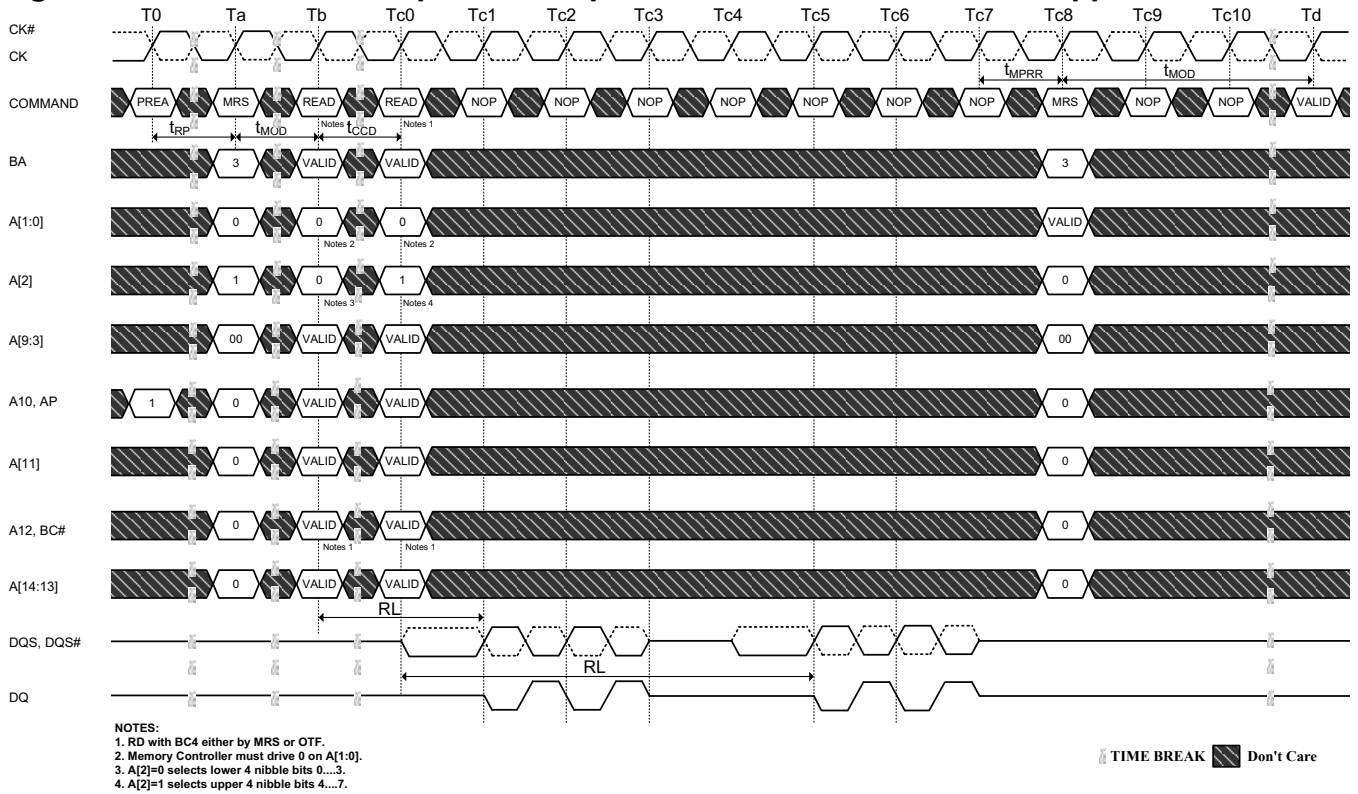 T0 Ta Tb Tc0 Tc1 Tc2 Tc3 Tc4 Tc5 Tc6 Tc7 Tc8 Tc9 Tc10 Td
CK#
CK
tMPRR tMOD
COMMAND PREA MRS READ READ NOP NOP NOP NOP NOP NOP NOP MRS NOP NOP VALID
Notes 1 Notes 1
tRP tMOD tCCD
BA 3 VALID VALID 3
A[1:0] 0 0 0 VALID
Notes 2 Notes 2
A[2] 1 0 1 0
Notes 3 Notes 4
A[9:3] 00 VALID VALID 00
A10, AP 1 0 VALID VALID 0
A[11] 0 VALID VALID 0
A12, BC# 0 VALID VALID 0
Notes 1 Notes 1
A[14:13] 0 VALID VALID 0
RL
DQS, DQS#
RL
DQ
NOTES:
1. RD with BC4 either by MRS or OTF.
2. Memory Controller must drive 0 on A[1:0].
3. A[2]=0 selects lower 4 nibble bits 0....3.
4. A[2]=1 selects upper 4 nibble bits 4....7.
TIME BREAK Don't Care